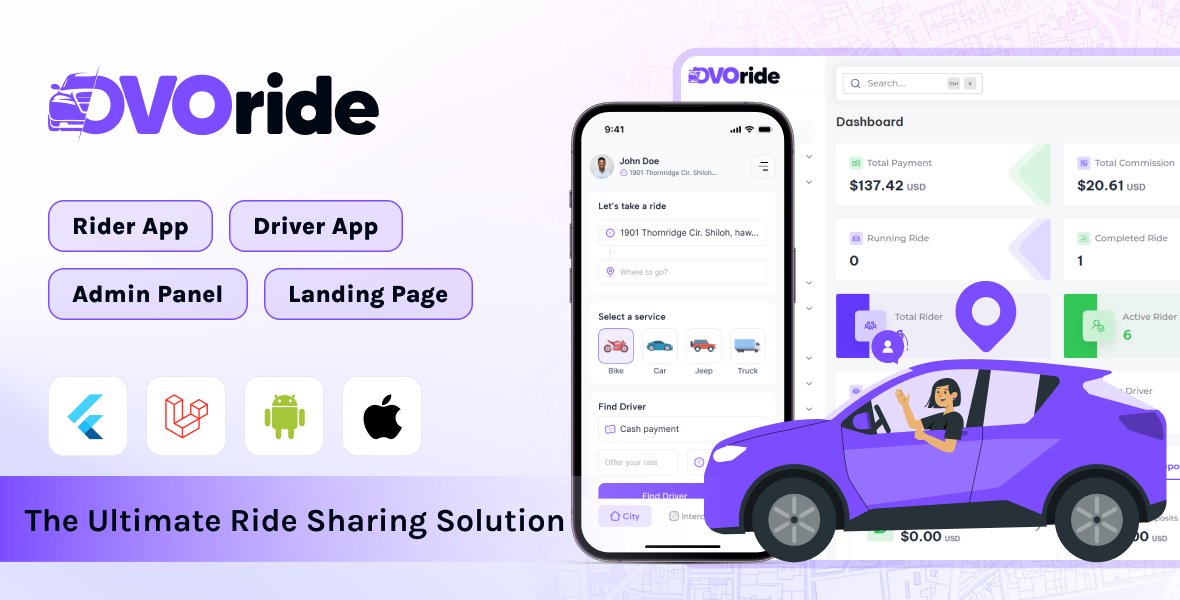 OVOride
Rider App
Driver App
Admin Panel
Landing Page
The Ultimate Ride Sharing Solution
9:41
John Doe
1901 Thornridge Cir. Shiloh...
Let's take a ride
1901 Thornridge Cir. Shiloh, haw...
Where to go?
Select a service
Bike
Car
Jeep
Truck
Find Driver
Cash payment
Offer your rate
Find Driver
City
OVOride
Search...
Ctrl
K
Dashboard
Total Payment
$137.42 USD
Total Commission
$20.61 USD
Running Ride
0
Completed Ride
1
Total Rider
Active Rider
6
Driver
$0.00 USD
USD